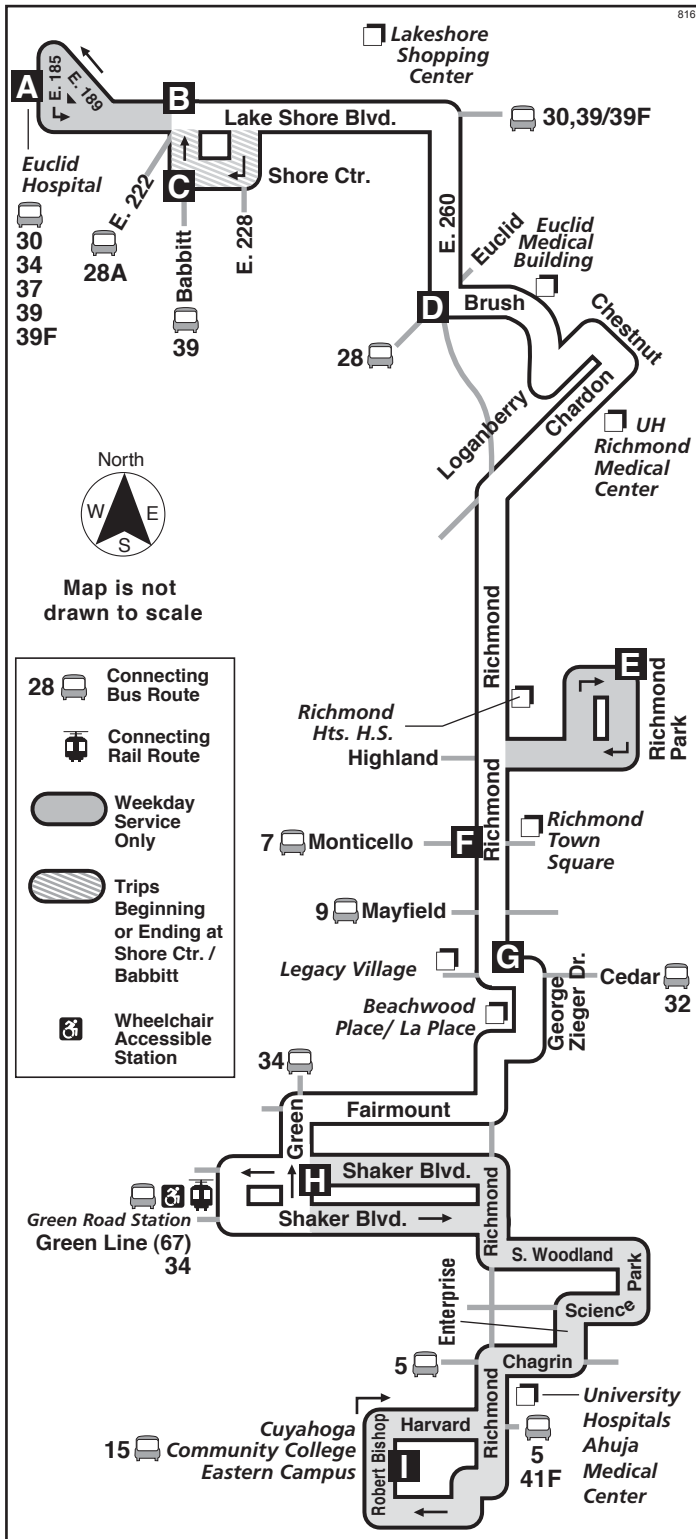 816
Lakeshore
Shopping
Center
A
E. 185
E. 189
B
Lake Shore Blvd.
30,39/39F
Euclid
Hospital
30
34
37
39
39F
C
Shore Ctr.
E. 222
28A
Babbitt
39
E. 228
E. 260
Euclid
Euclid
Medical
Building
D
Brush
28
Chestnut
Loganberry
Chardon
UH
Richmond
Medical
Center
North
W
E
S
Map is not
drawn to scale
Richmond
E
Richmond
Park
Richmond
Hts. H.S.
Highland
Richmond
7
Monticello
F
Richmond
Town
Square
9
Mayfield
G
Legacy Village
Cedar
32
George
Zieger Dr.
Beachwood
Place/ La Place
28
Connecting
Bus Route
Connecting
Rail Route
Weekday
Service
Only
Trips
Beginning
or Ending at
Shore Ctr. /
Babbitt
Wheelchair
Accessible
Station
34
Green
Fairmount
H
Shaker Blvd.
Shaker Blvd.
Richmond
Green Road Station
Green Line (67)
34
S. Woodland
Park
Science
Enterprise
5
Chagrin
Richmond
University
Hospitals
Ahuja
Medical
Center
5
41F
Harvard
Cuyahoga
15
Community College
Eastern Campus
Robert Bishop
I